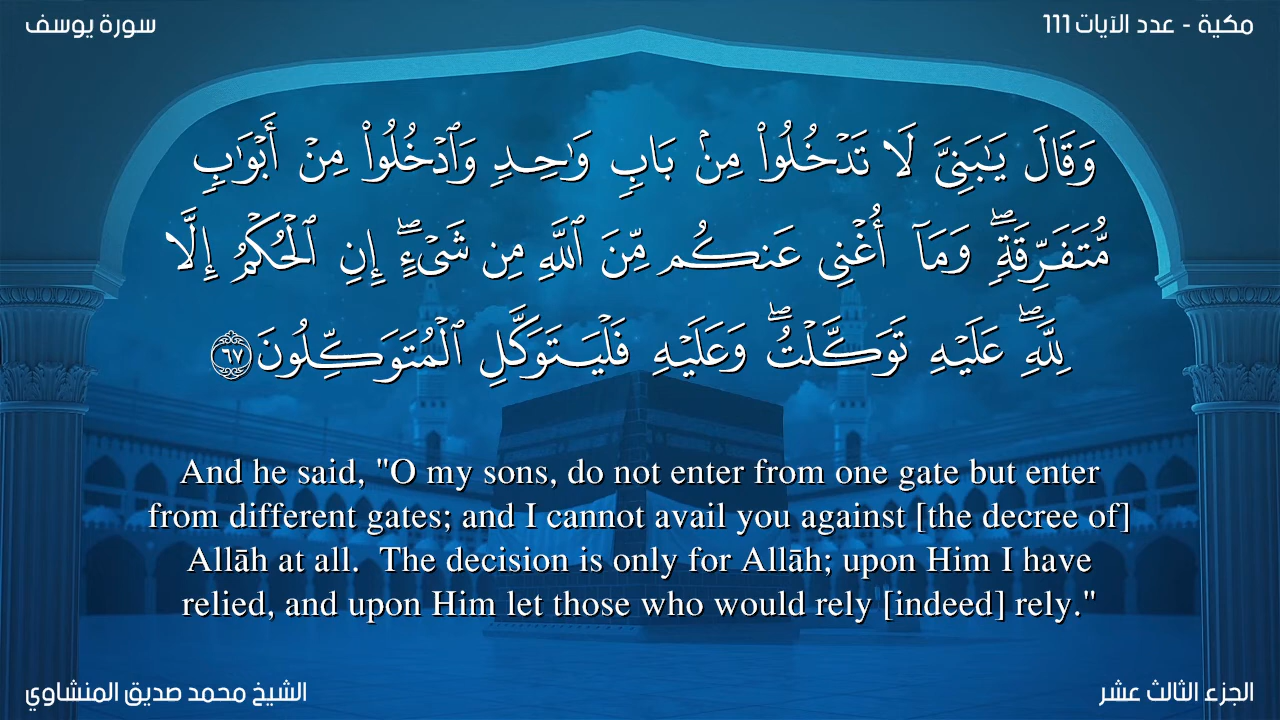 مكية - عدد الآيات 111
سورة يوسف
وَقَالَ يَـٰبَنِىَّ لَا تَدْخُلُوا۟ مِنۢ بَابٍ وَٰحِدٍ وَٱدْخُلُوا۟ مِنْ أَبْوَٰبٍ
مُّتَفَرِّقَةٍ ۖ وَمَآ أُغْنِى عَنكُم مِّنَ ٱللَّهِ مِن شَىْءٍ ۖ إِنِ ٱلْحُكْمُ إِلَّا
لِلَّهِ ۖ عَلَيْهِ تَوَكَّلْتُ ۖ وَعَلَيْهِ فَلْيَتَوَكَّلِ ٱلْمُتَوَكِّلُونَ ٦٧
And he said, "O my sons, do not enter from one gate but enter
from different gates; and I cannot avail you against [the decree of]
Allāh at all.  The decision is only for Allāh; upon Him I have
relied, and upon Him let those who would rely [indeed] rely."
الجزء الثالث عشر
الشيخ محمد صديق المنشاوي